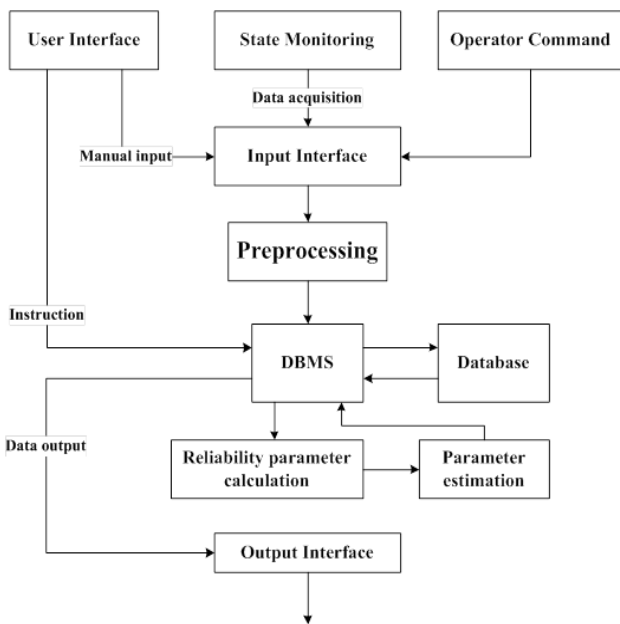 User Interface
State Monitoring
Operator Command
Data acquisition
Manual input
Input Interface
Preprocessing
Instruction
DBMS
Database
Data output
Reliability parameter
calculation
Parameter
estimation
Output Interface